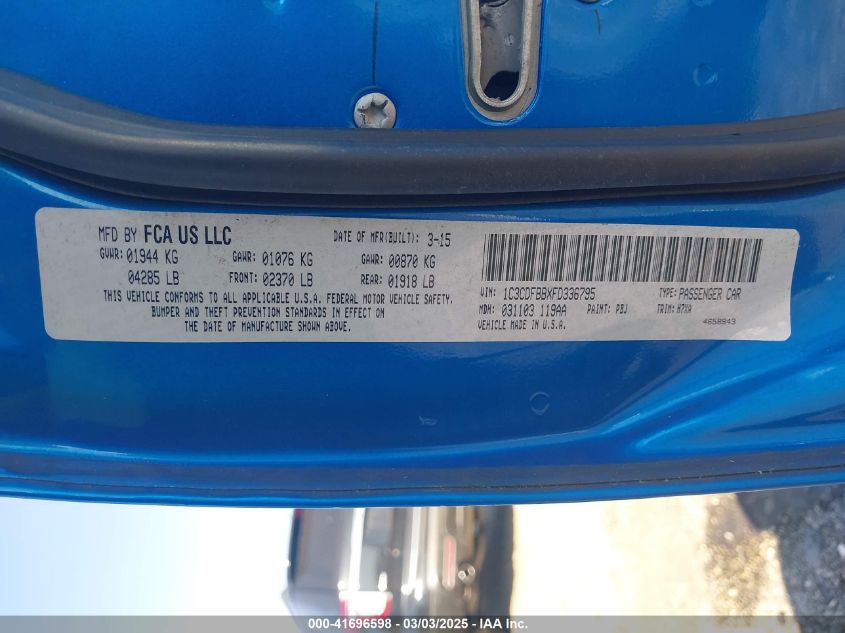 MFD BY FCA US LLC DATE OF MFR(BUILT): 3-15
GVWR: 01944 KG GAWR: 01076 KG GAWR: 00870 KG
04285 LB FRONT: 02370 LB REAR: 01918 LB
THIS VEHICLE CONFORMS TO ALL APPLICABLE U.S.A. FEDERAL MOTOR VEHICLE SAFETY,
BUMPER AND THEFT PREVENTION STANDARDS IN EFFECT ON
THE DATE OF MANUFACTURE SHOWN ABOVE.
VIN: 1C3CDFBBXFD336795 TYPE: PASSENGER CAR
MDH: 031103 119AA PAINT: PBJ TRIM: M7XA
VEHICLE MADE IN U.S.A. 4658943
000-41696598 - 03/03/2025 - IAA Inc.